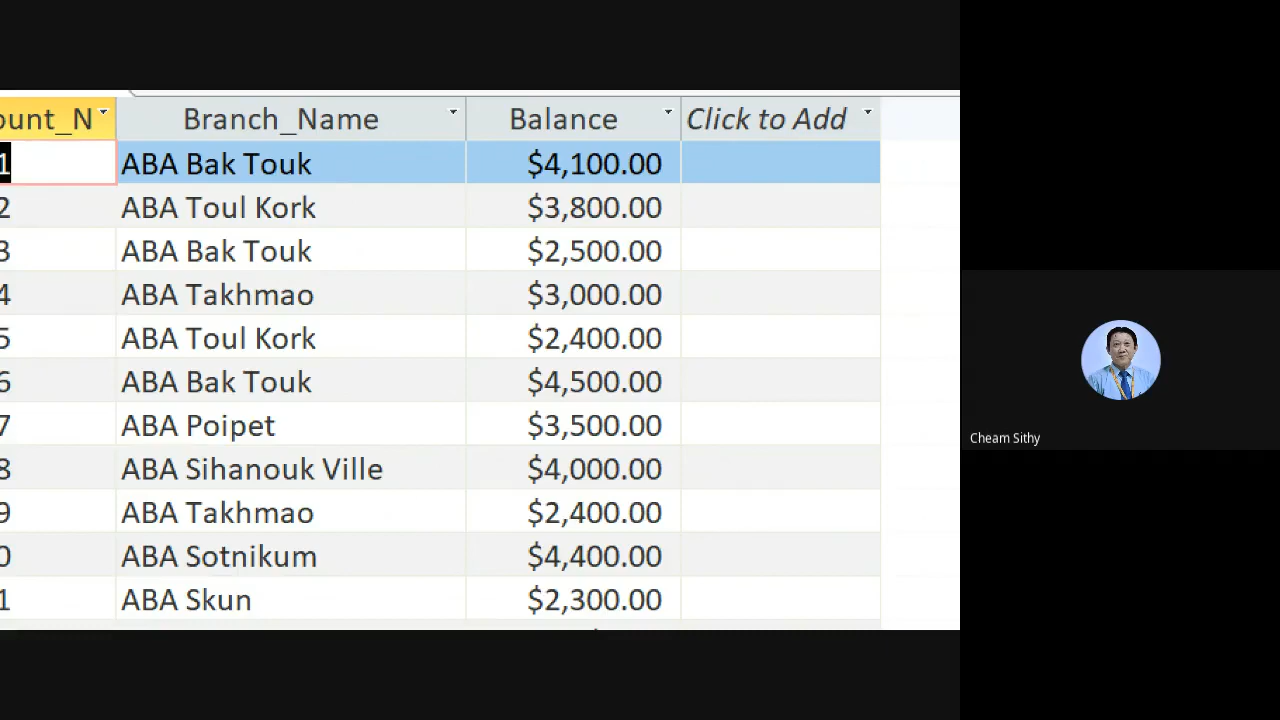 ount_N Branch_Name Balance Click to Add
1 ABA Bak Touk $4,100.00
2 ABA Toul Kork $3,800.00
3 ABA Bak Touk $2,500.00
4 ABA Takhmao $3,000.00
5 ABA Toul Kork $2,400.00
6 ABA Bak Touk $4,500.00
7 ABA Poipet $3,500.00
8 ABA Sihanouk Ville $4,000.00
9 ABA Takhmao $2,400.00
0 ABA Sotnikum $4,400.00
1 ABA Skun $2,300.00
Cheam Sithy